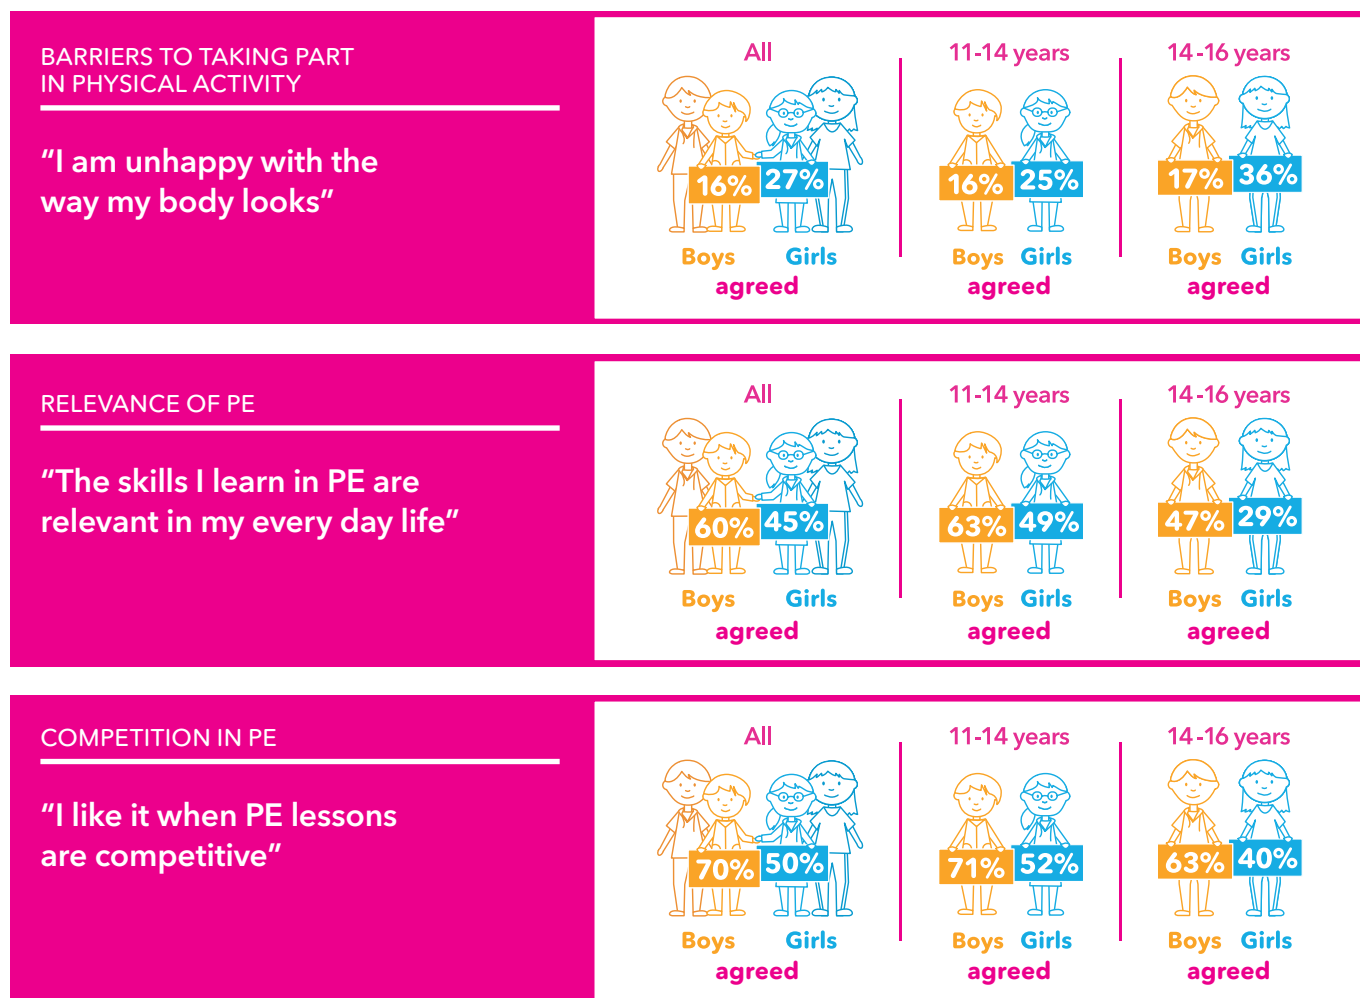 BARRIERS TO TAKING PART
IN PHYSICAL ACTIVITY
"I am unhappy with the
way my body looks"
All
16% 27%
Boys Girls
agreed
11-14 years
16% 25%
Boys Girls
agreed
14-16 years
17% 36%
Boys Girls
agreed
RELEVANCE OF PE
"The skills I learn in PE are
relevant in my every day life"
All
60% 45%
Boys Girls
agreed
11-14 years
63% 49%
Boys Girls
agreed
14-16 years
47% 29%
Boys Girls
agreed
COMPETITION IN PE
"I like it when PE lessons
are competitive"
All
70% 50%
Boys Girls
agreed
11-14 years
71% 52%
Boys Girls
agreed
14-16 years
63% 40%
Boys Girls
agreed